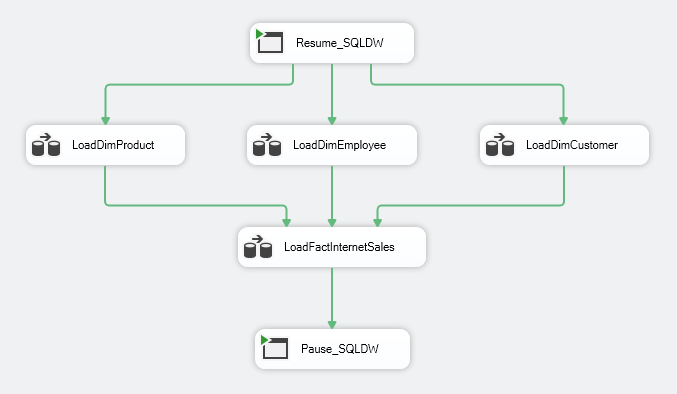 Resume_SQLDW
LoadDimProduct
LoadDimEmployee
LoadDimCustomer
LoadFactInternetSales
Pause_SQLDW